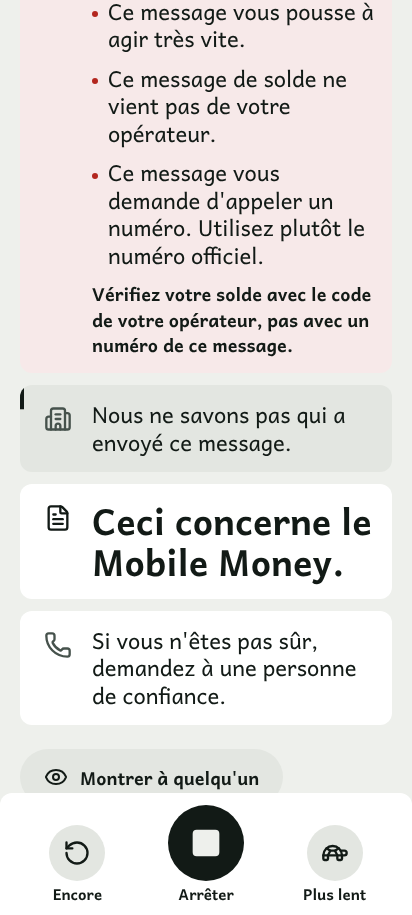 Ce message vous pousse à
agir très vite.
Ce message de solde ne
vient pas de votre
opérateur.
Ce message vous
demande d'appeler un
numéro. Utilisez plutôt le
numéro officiel.
Vérifiez votre solde avec le code
de votre opérateur, pas avec un
numéro de ce message.
Nous ne savons pas qui a
envoyé ce message.
Ceci concerne le
Mobile Money.
Si vous n'êtes pas sûr,
demandez à une personne
de confiance.
Montrer à quelqu'un
Encore
Arrêter
Plus lent